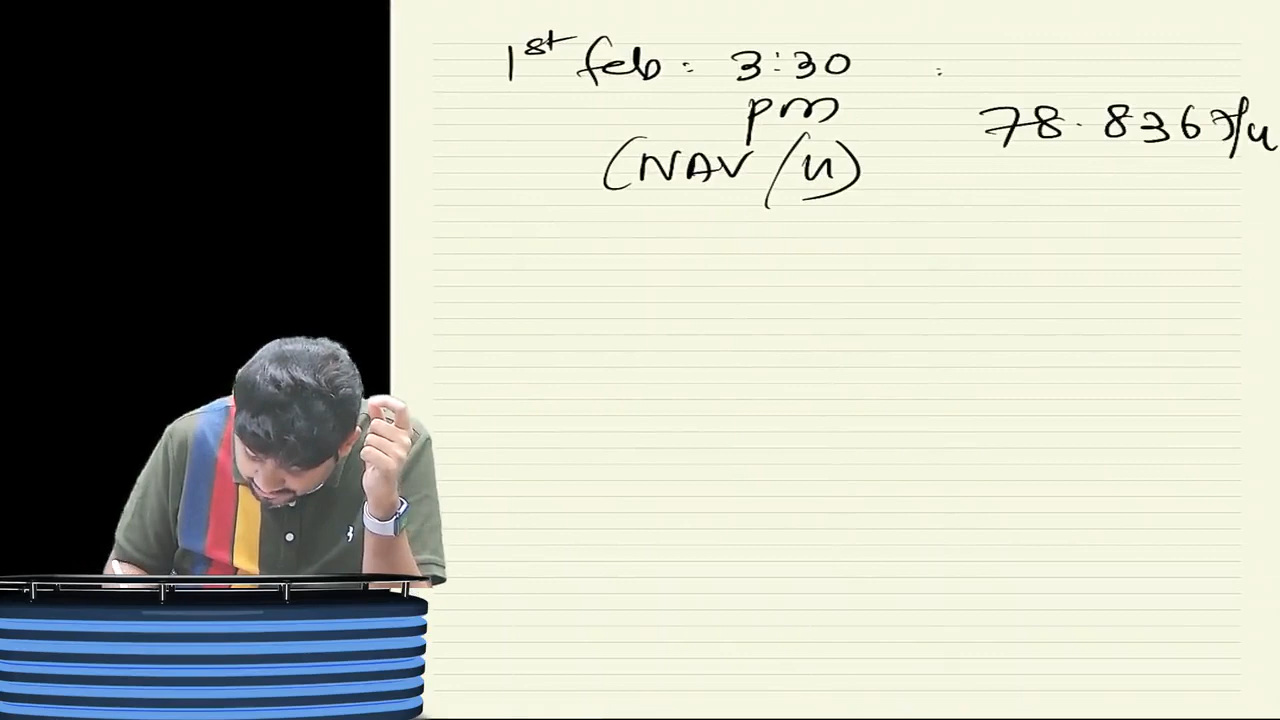 1st feb : 3:30 :
pm
78.836 ₹/u
(NAV/u)